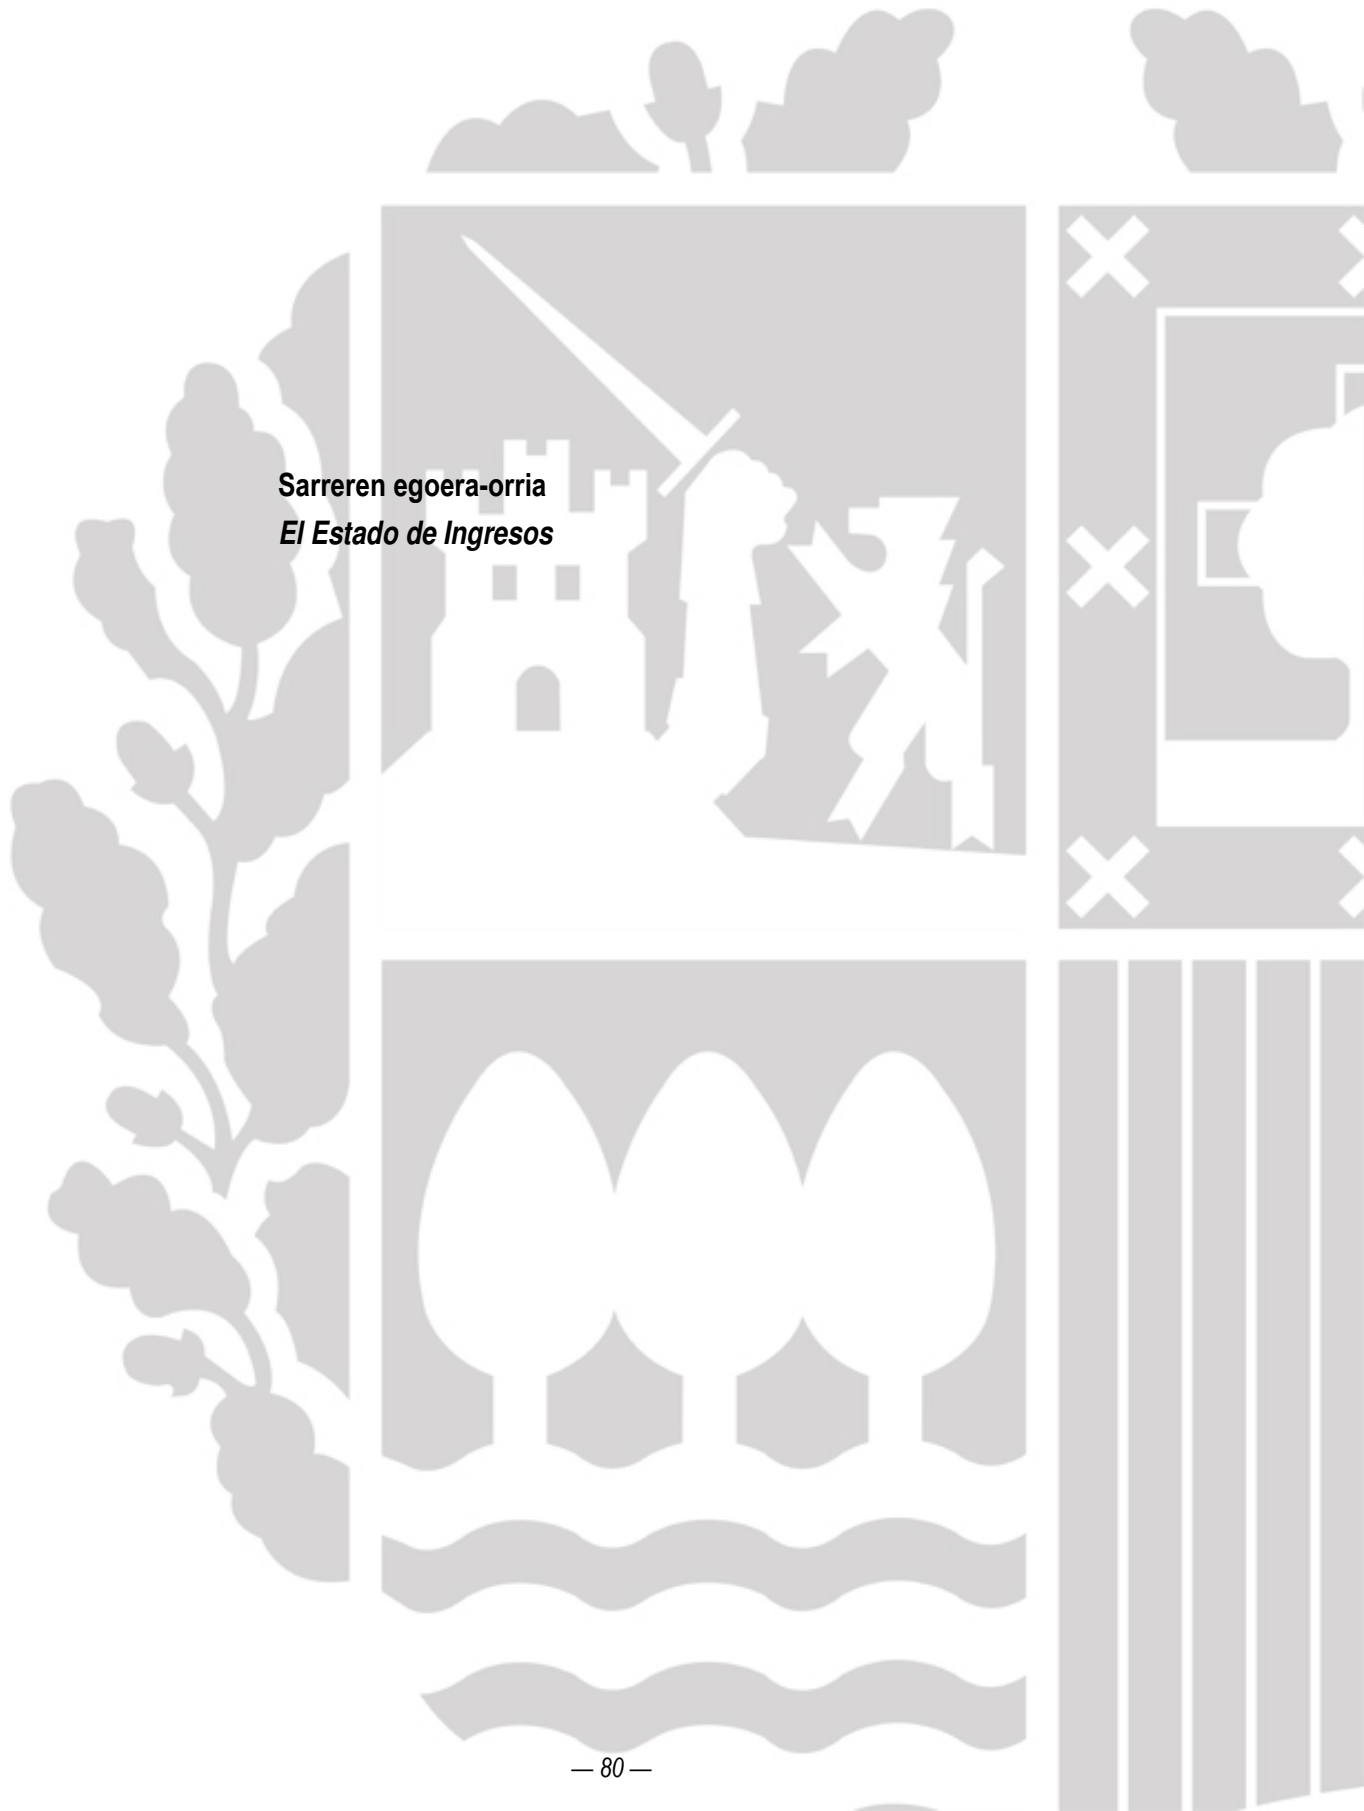 Sarreren egoera-orria
El Estado de Ingresos
— 80 —